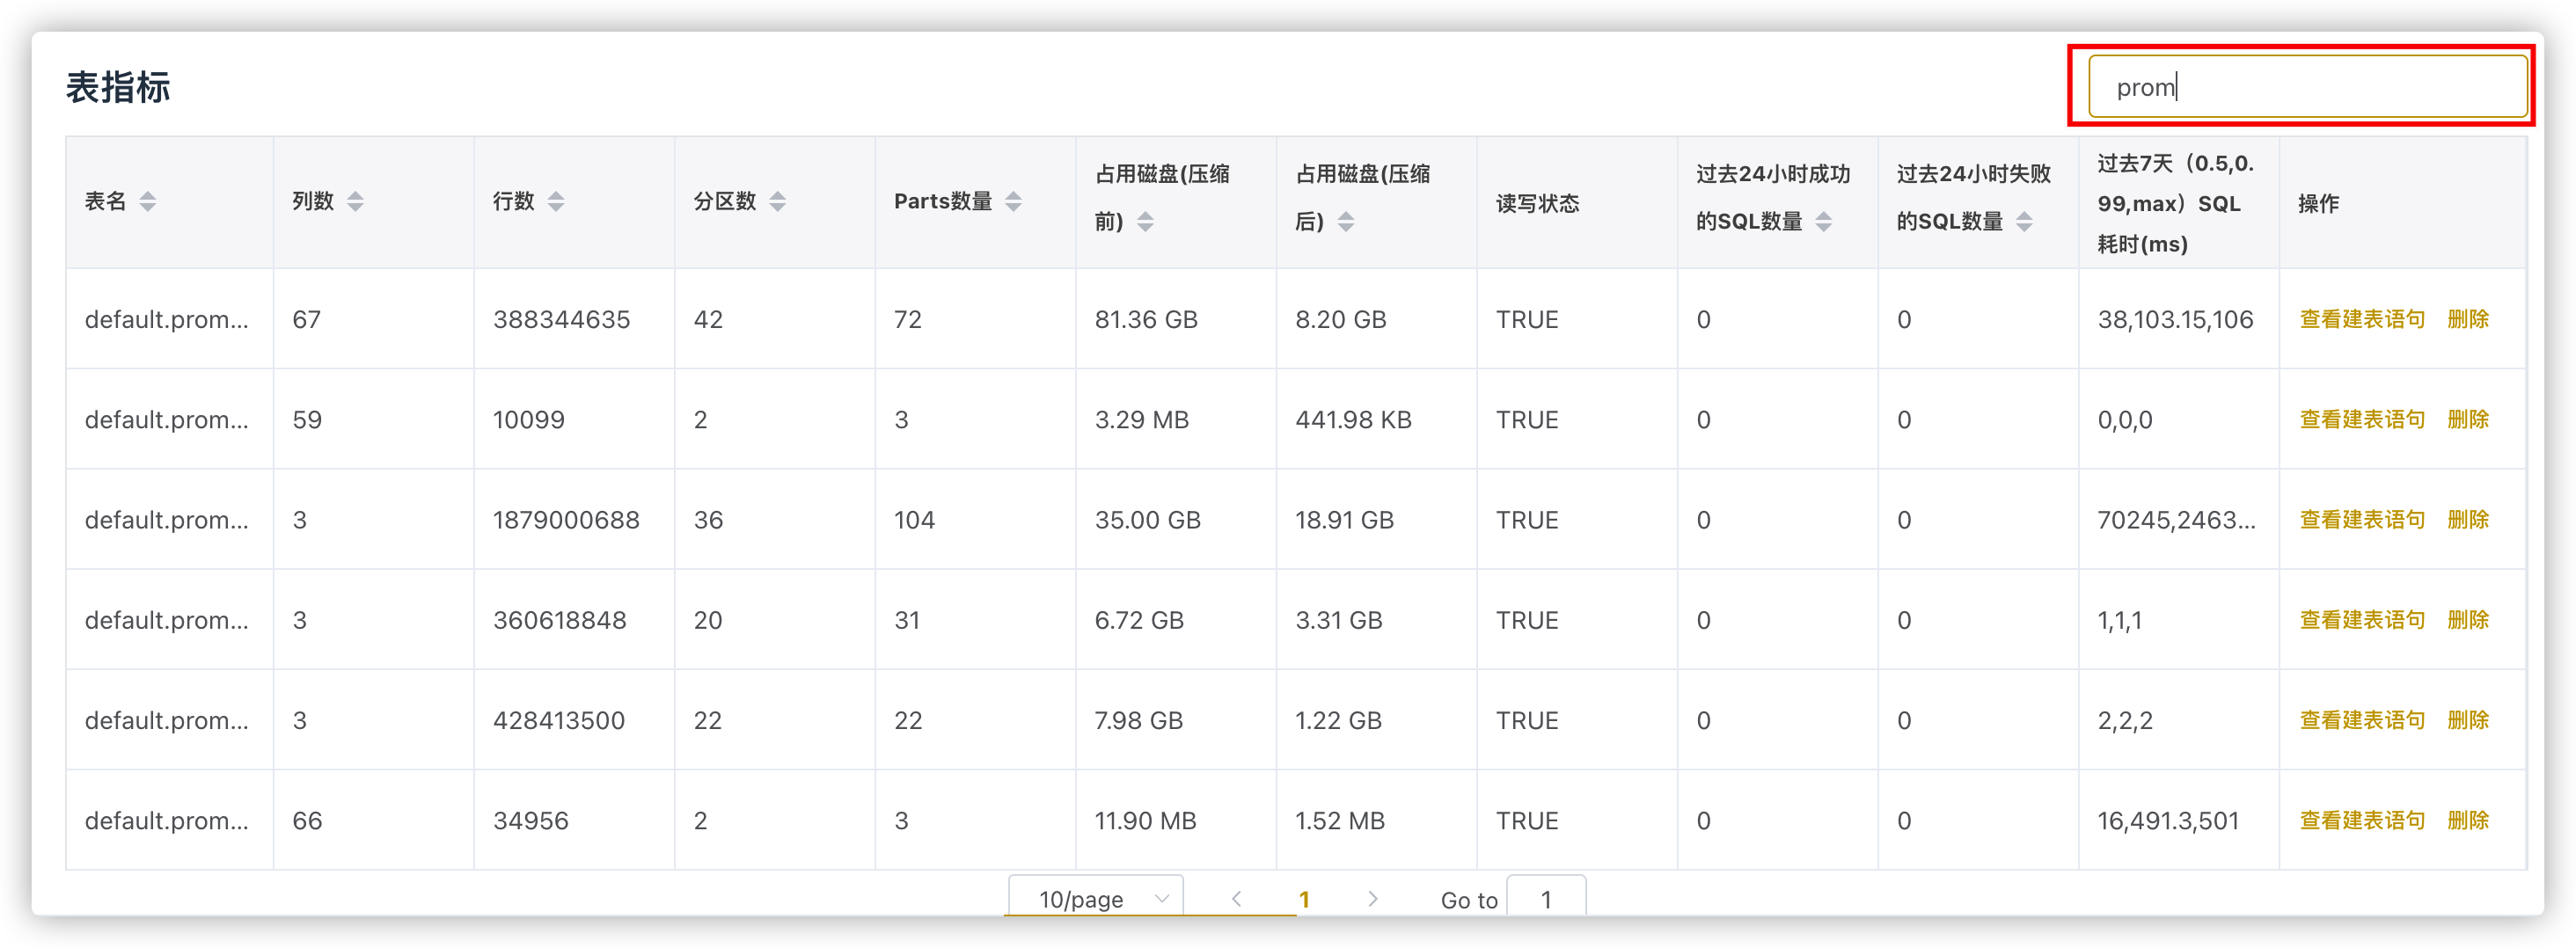 表指标
prom
表名 列数 行数 分区数 Parts数量 占用磁盘(压缩前) 占用磁盘(压缩后) 读写状态 过去24小时成功的SQL数量 过去24小时失败的SQL数量 过去7天（0.5,0.99,max）SQL耗时(ms) 操作
default.prom... 67 388344635 42 72 81.36 GB 8.20 GB TRUE 0 0 38,103.15,106 查看建表语句 删除
default.prom... 59 10099 2 3 3.29 MB 441.98 KB TRUE 0 0 0,0,0 查看建表语句 删除
default.prom... 3 1879000688 36 104 35.00 GB 18.91 GB TRUE 0 0 70245,2463... 查看建表语句 删除
default.prom... 3 360618848 20 31 6.72 GB 3.31 GB TRUE 0 0 1,1,1 查看建表语句 删除
default.prom... 3 428413500 22 22 7.98 GB 1.22 GB TRUE 0 0 2,2,2 查看建表语句 删除
default.prom... 66 34956 2 3 11.90 MB 1.52 MB TRUE 0 0 16,491.3,501 查看建表语句 删除
10/page 1 Go to 1